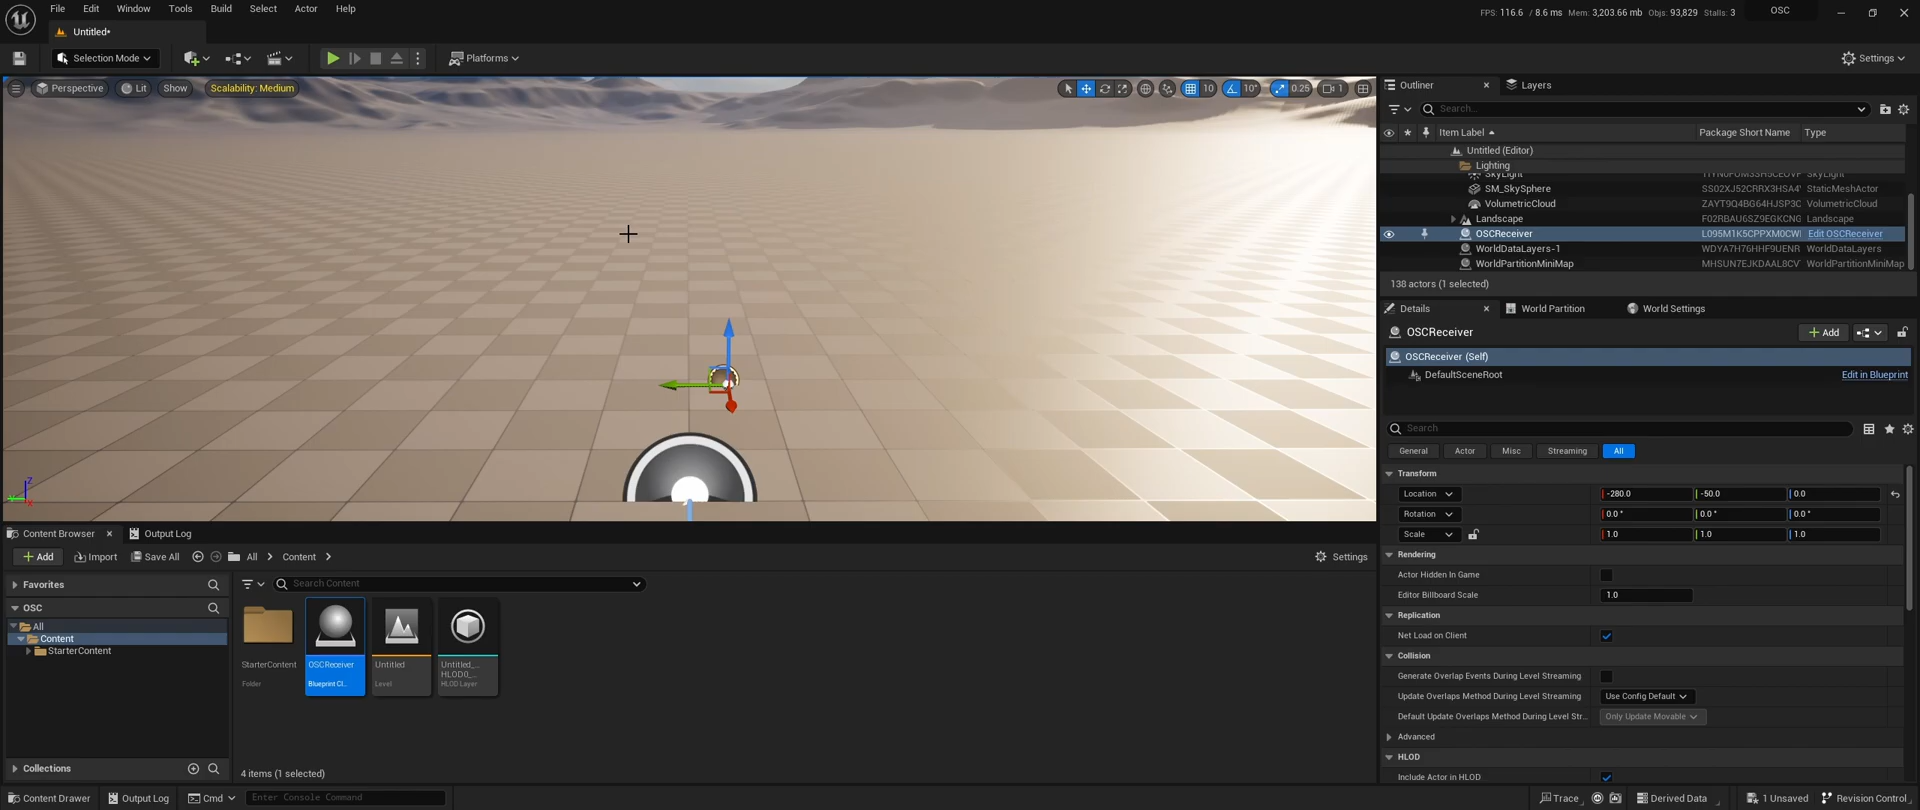 File Edit Window Tools Build Select Actor Help
FPS: 116.6 / 8.6 ms Mem: 3,203.66 mb Objs: 93,829 Stalls: 3 OSC
Untitled*
Selection Mode Platforms Settings
Perspective Lit Show Scalability: Medium 10 10° 0.25 1
Outliner Layers
Search...
Item Label Package Short Name Type
Untitled (Editor)
Lighting
SkyLight SkyLight
SM_SkySphere SS02XJ52CRRX3HSA4 StaticMeshActor
VolumetricCloud ZAYT9Q4BG64HJSP3C VolumetricCloud
Landscape F02RBAU6SZ9EGKCNG Landscape
OSCReceiver L095M1K5CPPXM0CW Edit OSCReceiver
WorldDataLayers-1 WDYA7H76HHF9UENR WorldDataLayers
WorldPartitionMiniMap MHSUN7EJKDAAL8CV WorldPartitionMiniMap
138 actors (1 selected)
Details World Partition World Settings
OSCReceiver Add
OSCReceiver (Self)
DefaultSceneRoot Edit in Blueprint
Search
General Actor Misc Streaming All
Transform
Location -280.0 -50.0 0.0
Rotation 0.0 ° 0.0 ° 0.0 °
Scale 1.0 1.0 1.0
Rendering
Actor Hidden In Game
Editor Billboard Scale 1.0
Replication
Net Load on Client
Collision
Generate Overlap Events During Level Streaming
Update Overlaps Method During Level Streaming Use Config Default
Default Update Overlaps Method During Level Str... Only Update Movable
Advanced
HLOD
Include Actor in HLOD
z
Content Browser Output Log
Add Import Save All All Content Settings
Favorites
Search Content
OSC
All
Content
StarterContent
Collections
StarterContent
Folder
OSCReceiver
Blueprint Cl...
Untitled
Level
Untitled_...
HLOD0_...
HLOD Layer
4 items (1 selected)
Content Drawer Output Log Cmd Enter Console Command Trace Derived Data 1 Unsaved Revision Control